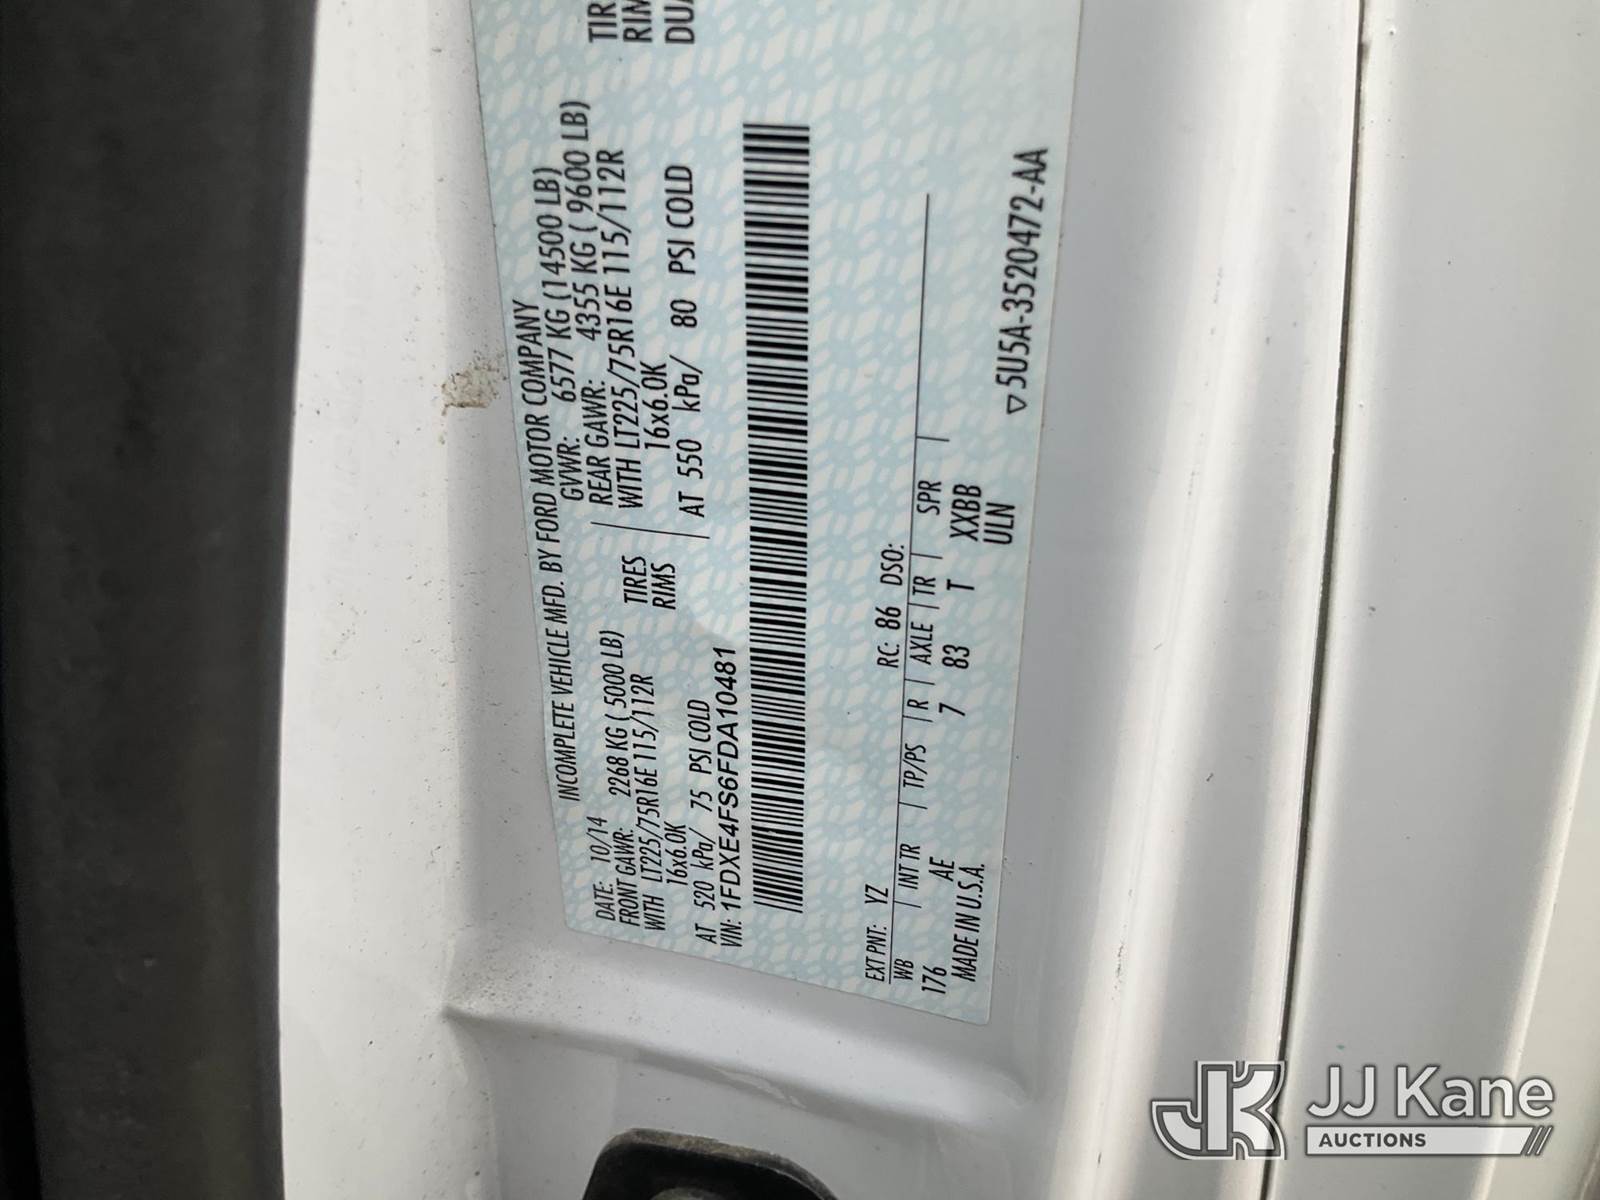 INCOMPLETE VEHICLE MFD. BY FORD MOTOR COMPANY
DATE: 10/14 GVWR: 6577 KG (14500 LB)
FRONT GAWR: 2268 KG ( 5000 LB) REAR GAWR: 4355 KG ( 9600 LB)
WITH LT225/75R16E 115/112R TIRES WITH LT225/75R16E 115/112R TIR
16x6.0K RIMS 16x6.0K RIM
AT 520 kPa/ 75 PSI COLD AT 550 kPa/ 80 PSI COLD DUA
VIN: 1FDXE4FS6FDA10481
EXT PNT: YZ RC: 86 DSO:
WB | INT TR | TP/PS | R | AXLE | TR | SPR |
176 AE 7 83 T XXBB
MADE IN U.S.A. ULN
▽ 5U5A-3520472-AA
JK JJ Kane
AUCTIONS